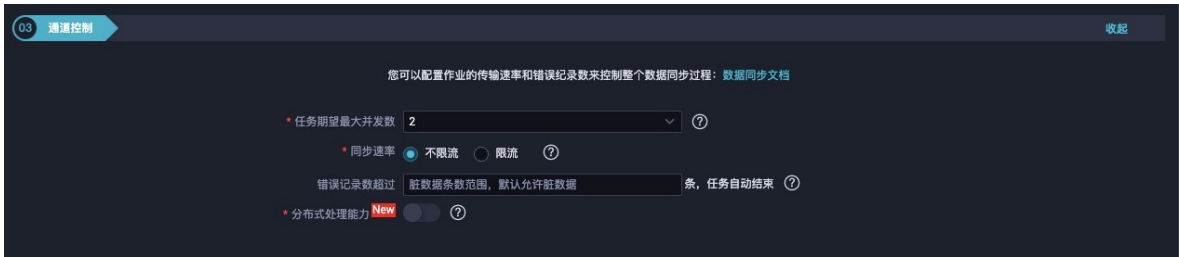 03 通道控制 收起
您可以配置作业的传输速率和错误纪录数来控制整个数据同步过程：数据同步文档
* 任务期望最大并发数 2 ?
* 同步速率 不限流 限流 ?
错误记录数超过 脏数据条数范围，默认允许脏数据 条，任务自动结束 ?
* 分布式处理能力 New ?